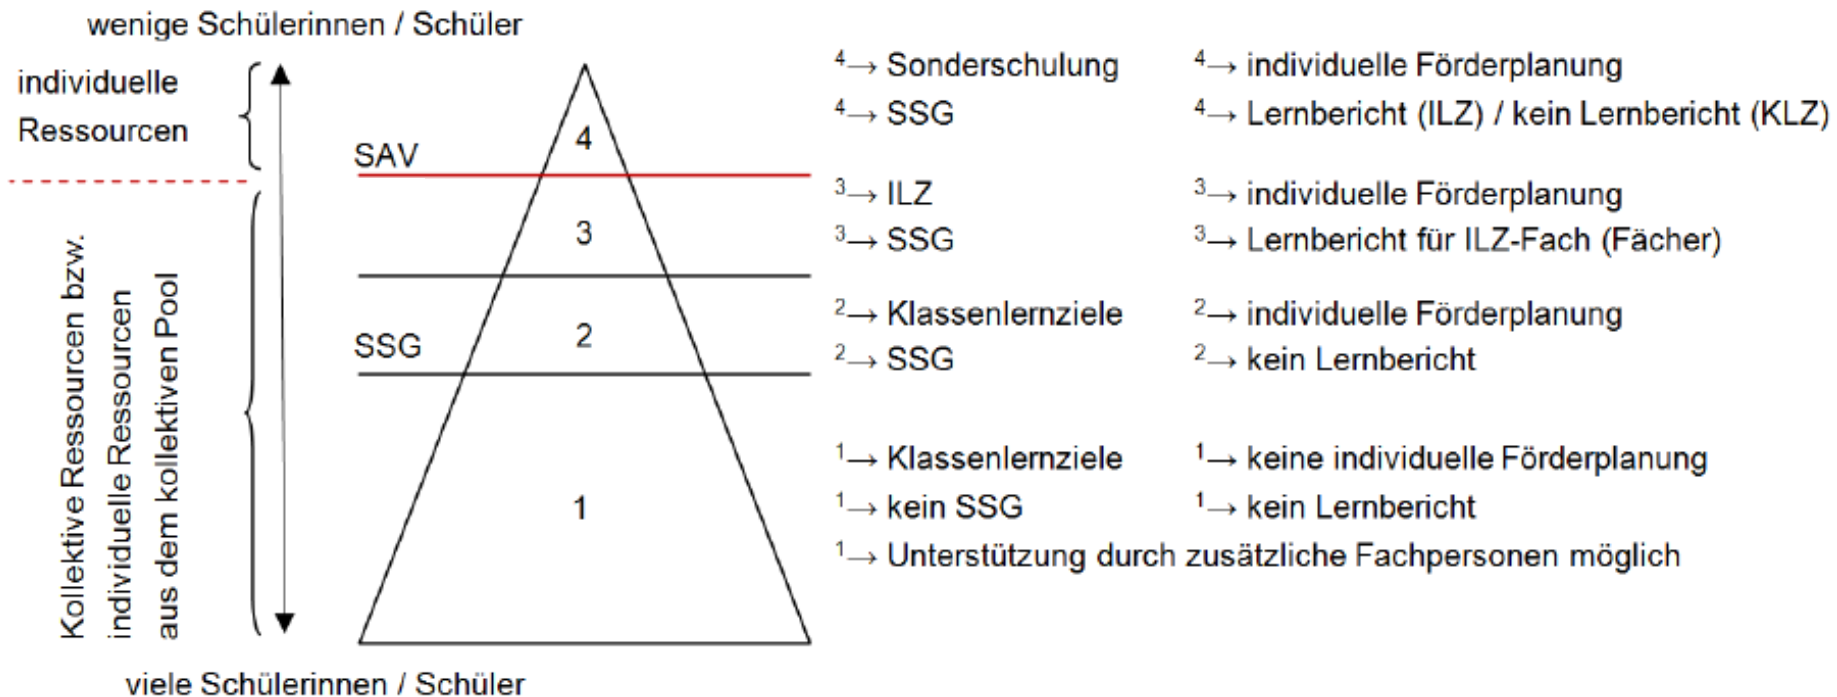 wenige Schülerinnen / Schüler
individuelle
Ressourcen
Kollektive Ressourcen bzw.
individuelle Ressourcen
aus dem kollektiven Pool
viele Schülerinnen / Schüler
SAV
SSG
4
3
2
1
4→ Sonderschulung 4→ individuelle Förderplanung
4→ SSG 4→ Lernbericht (ILZ) / kein Lernbericht (KLZ)
3→ ILZ 3→ individuelle Förderplanung
3→ SSG 3→ Lernbericht für ILZ-Fach (Fächer)
2→ Klassenlernziele 2→ individuelle Förderplanung
2→ SSG 2→ kein Lernbericht
1→ Klassenlernziele 1→ keine individuelle Förderplanung
1→ kein SSG 1→ kein Lernbericht
1→ Unterstützung durch zusätzliche Fachpersonen möglich